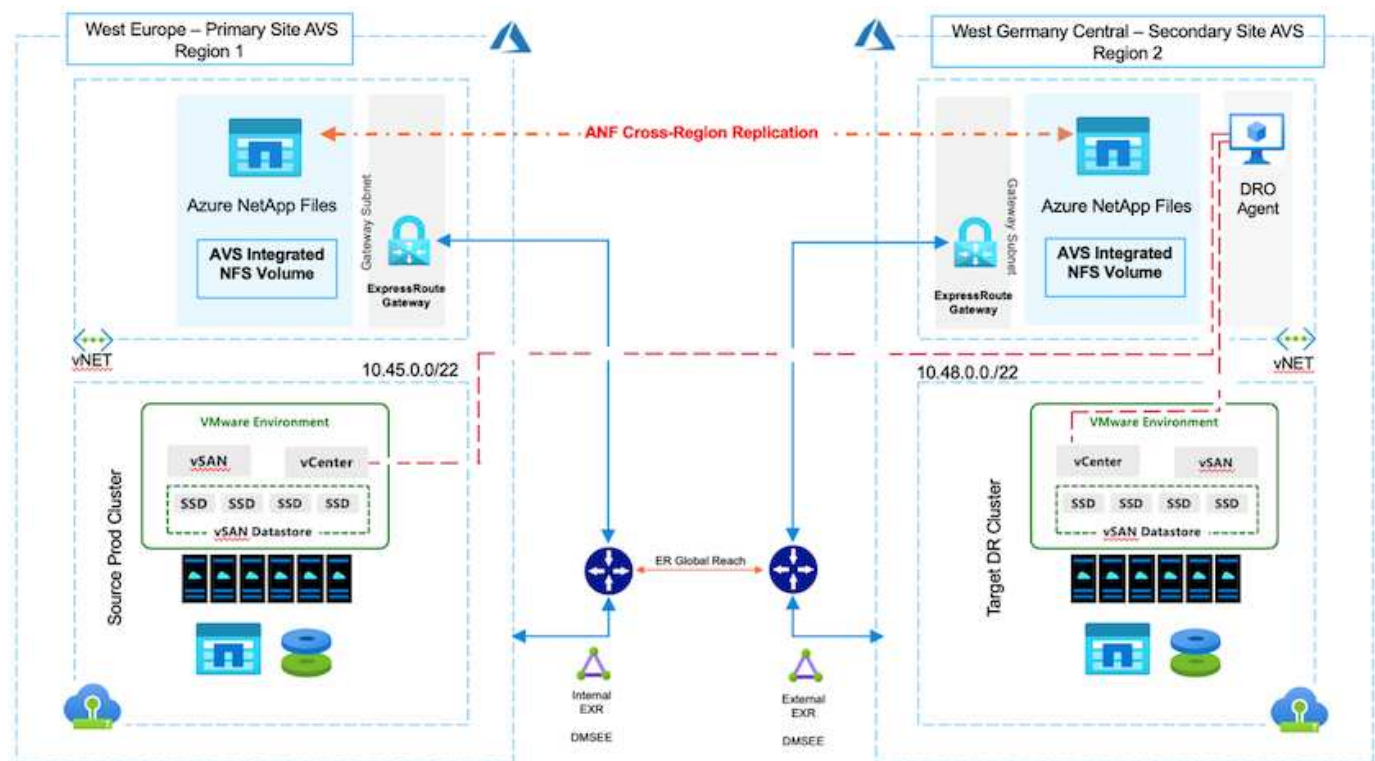 West Europe – Primary Site AVS
Region 1
West Germany Central – Secondary Site AVS
Region 2
ANF Cross-Region Replication
Azure NetApp Files
AVS Integrated
NFS Volume
Gateway Subnet
ExpressRoute
Gateway
Gateway Subnet
ExpressRoute
Gateway
Azure NetApp Files
AVS Integrated
NFS Volume
DRO
Agent
vNET
vNET
10.45.0.0/22
10.48.0.0./22
Source Prod Cluster
VMware Environment
vSAN
vCenter
SSD
SSD
SSD
SSD
vSAN Datastore
ER Global Reach
Internal
EXR
DMSEE
External
EXR
DMSEE
Target DR Cluster
VMware Environment
vCenter
vSAN
SSD
SSD
SSD
SSD
vSAN Datastore